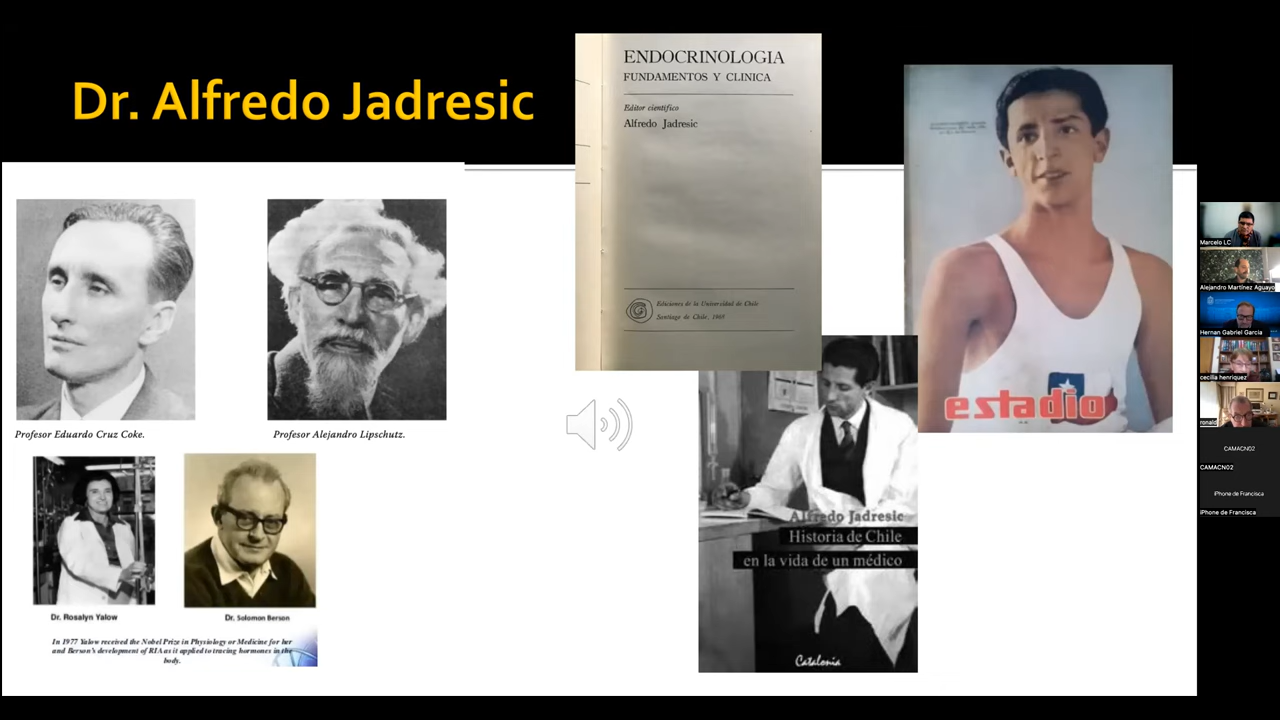 Dr. Alfredo Jadresic
ENDOCRINOLOGIA
FUNDAMENTOS Y CLINICA
Editor científico
Alfredo Jadresic
Ediciones de la Universidad de Chile
Santiago de Chile, 1969
estadio
Profesor Eduardo Cruz Coke.
Profesor Alejandro Lipschutz.
Dr. Rosalyn Yalow
Dr. Solomon Berson
In 1977 Yalow received the Nobel Prize in Physiology or Medicine for her
and Berson's development of RIA as it applied to tracing hormones in the
body.
Alfredo Jadresic
Historia de Chile
en la vida de un médico
Catalonia
Marcelo LC
Alejandro Martínez Aguayo
Hernan Gabriel Garcia
cecilia henriquez
ronald
CAMACN02
CAMACN02
iPhone de Francisca
iPhone de Francisca